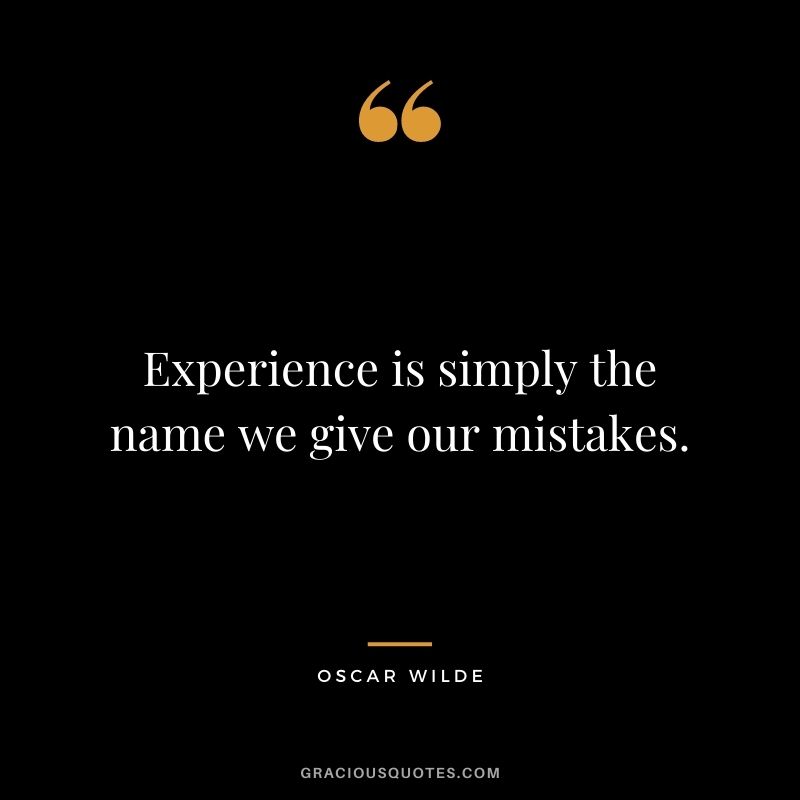 “
Experience is simply the
name we give our mistakes.
OSCAR WILDE
GRACIOUSQUOTES.COM